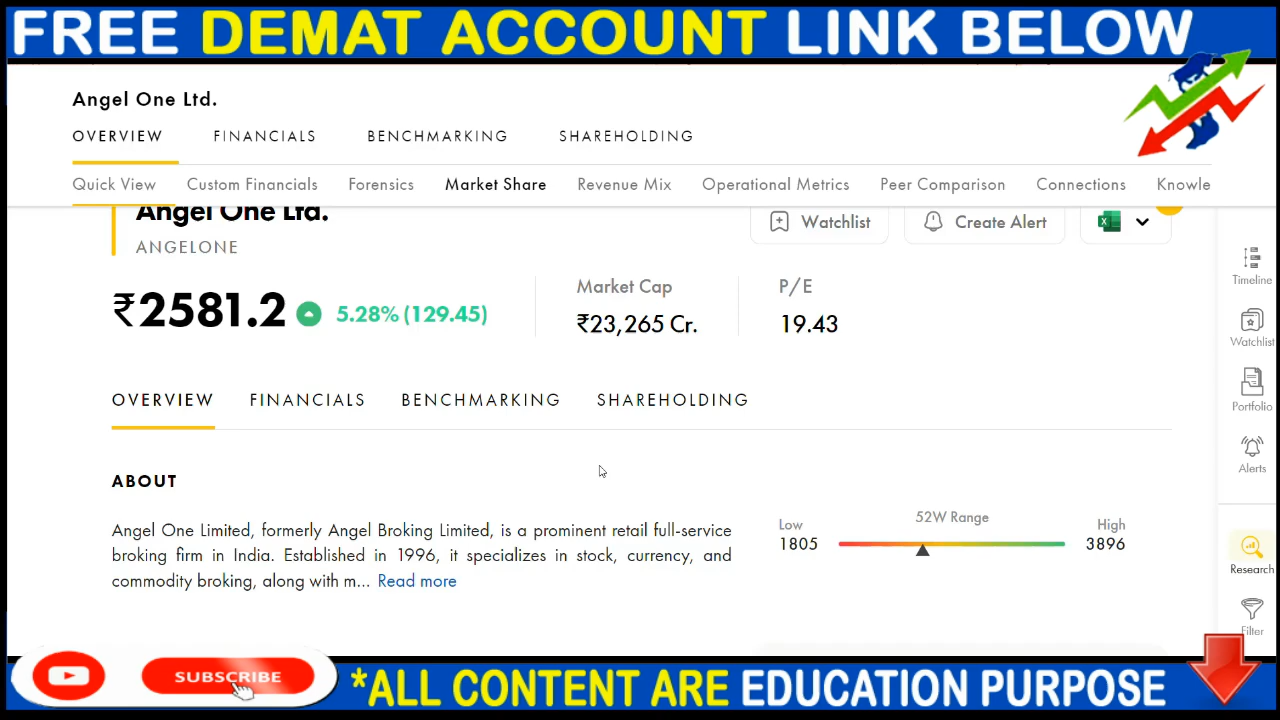 FREE DEMAT ACCOUNT LINK BELOW
Angel One Ltd.
OVERVIEW FINANCIALS BENCHMARKING SHAREHOLDING
Quick View Custom Financials Forensics Market Share Revenue Mix Operational Metrics Peer Comparison Connections Knowle
Angel One Ltd.
Watchlist Create Alert
ANGELONE
Timeline
Market Cap P/E
₹2581.2 5.28% (129.45)
₹23,265 Cr. 19.43
Watchlist
OVERVIEW FINANCIALS BENCHMARKING SHAREHOLDING
Portfolio
Alerts
ABOUT
Angel One Limited, formerly Angel Broking Limited, is a prominent retail full-service
broking firm in India. Established in 1996, it specializes in stock, currency, and
commodity broking, along with m... Read more
52W Range
Low High
1805 3896
Research
Filter
SUBSCRIBE
*ALL CONTENT ARE EDUCATION PURPOSE